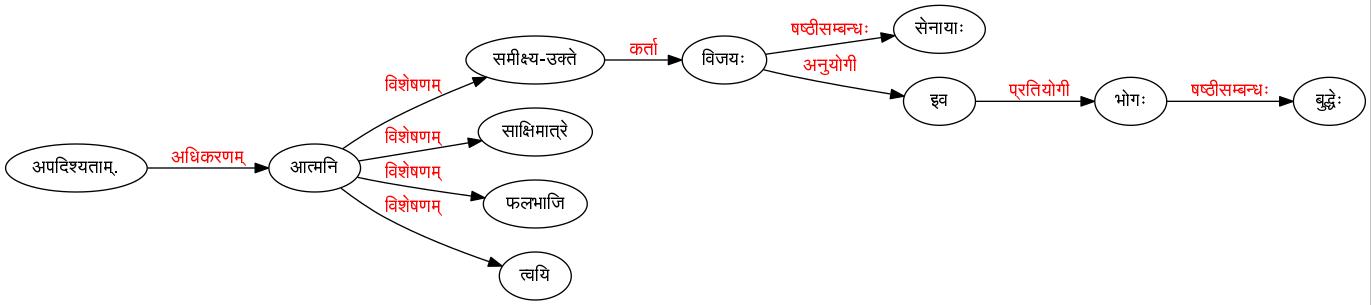 सेनायाः
षष्ठीसम्बन्धः
समीक्ष्य-उक्ते
कर्ता
विजयः
अनुयोगी
विशेषणम्
इव
प्रतियोगी
भोगः
षष्ठीसम्बन्धः
बुद्धेः
विशेषणम्
साक्षिमात्रे
अपदिश्यताम्.
अधिकरणम्
आत्मनि
विशेषणम्
फलभाजि
विशेषणम्
त्वयि